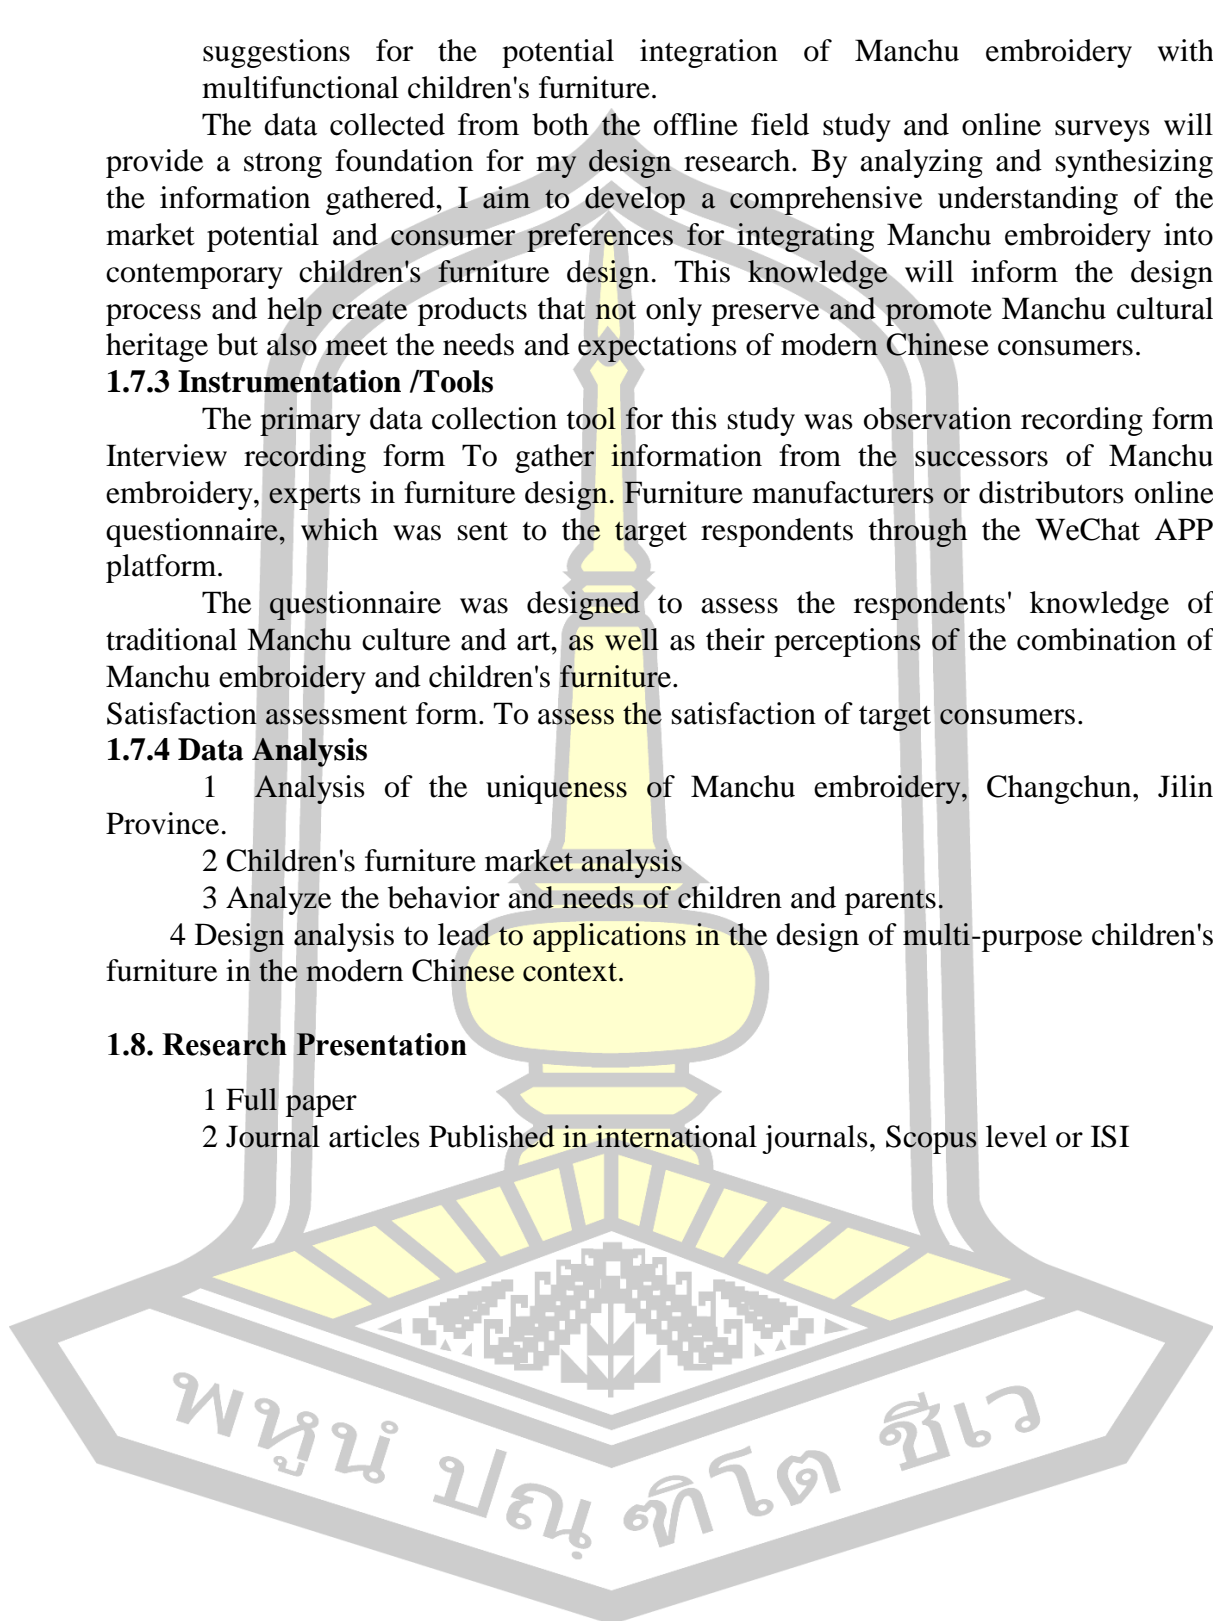 suggestions for the potential integration of Manchu embroidery with
multifunctional children's furniture.
The data collected from both the offline field study and online surveys will
provide a strong foundation for my design research. By analyzing and synthesizing
the information gathered, I aim to develop a comprehensive understanding of the
market potential and consumer preferences for integrating Manchu embroidery into
contemporary children's furniture design. This knowledge will inform the design
process and help create products that not only preserve and promote Manchu cultural
heritage but also meet the needs and expectations of modern Chinese consumers.
1.7.3 Instrumentation /Tools
The primary data collection tool for this study was observation recording form
Interview recording form To gather information from the successors of Manchu
embroidery, experts in furniture design. Furniture manufacturers or distributors online
questionnaire, which was sent to the target respondents through the WeChat APP
platform.
The questionnaire was designed to assess the respondents' knowledge of
traditional Manchu culture and art, as well as their perceptions of the combination of
Manchu embroidery and children's furniture.
Satisfaction assessment form. To assess the satisfaction of target consumers.
1.7.4 Data Analysis
1 Analysis of the uniqueness of Manchu embroidery, Changchun, Jilin
Province.
2 Children's furniture market analysis
3 Analyze the behavior and needs of children and parents.
4 Design analysis to lead to applications in the design of multi-purpose children's
furniture in the modern Chinese context.
1.8. Research Presentation
1 Full paper
2 Journal articles Published in international journals, Scopus level or ISI
พหูนํ ปณฺฑิโต ชีเว